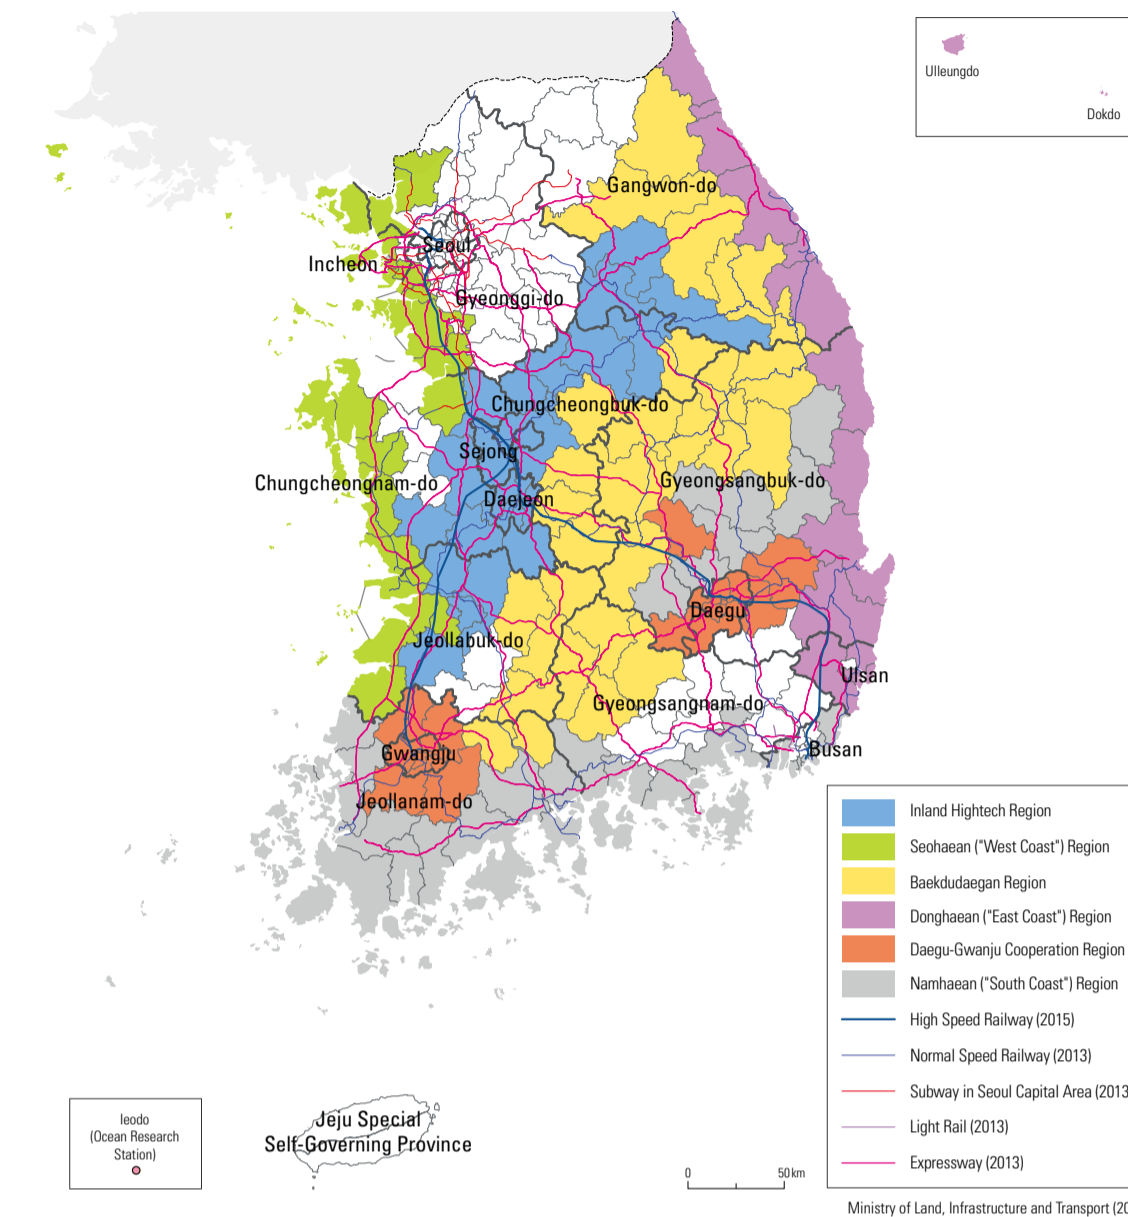 Ulleungdo
Dokdo
Gangwon-do
Seoul
Incheon
Gyeonggi-do
Chungcheongbuk-do
Sejong
Chungcheongnam-do
Gyeongsangbuk-do
Daejeon
Daegu
Jeollabuk-do
Ulsan
Gyeongsangnam-do
Gwangju
Busan
Jeollanam-do
Inland Hightech Region
Seohaean ("West Coast") Region
Baekdudaegan Region
Donghaean ("East Coast") Region
Daegu-Gwanju Cooperation Region
Namhaean ("South Coast") Region
High Speed Railway (2015)
Normal Speed Railway (2013)
Subway in Seoul Capital Area (2013
Light Rail (2013)
Expressway (2013)
Ieodo
(Ocean Research
Station)
Jeju Special
Self-Governing Province
0 50 km
Ministry of Land, Infrastructure and Transport (20